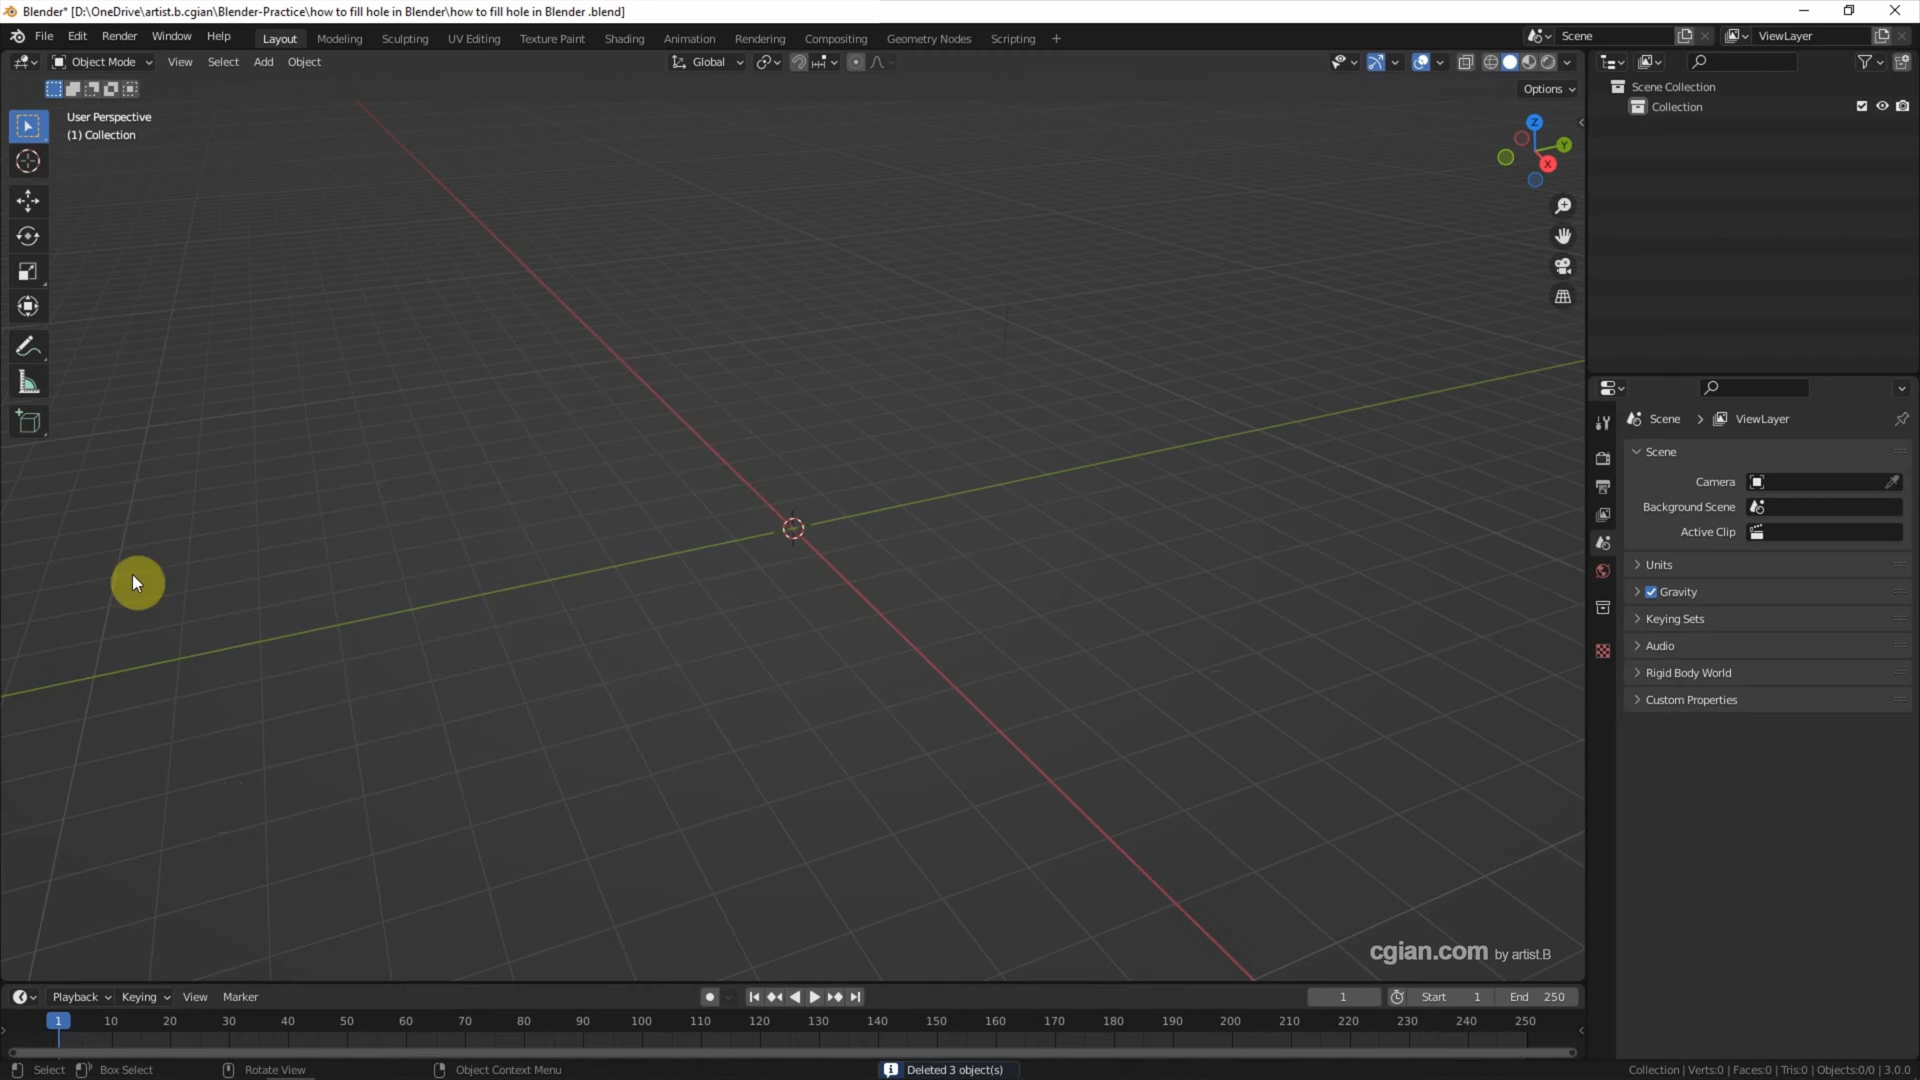 Blender* [D:\OneDrive\artist.b.cgian\Blender-Practice\how to fill hole in Blender\how to fill hole in Blender .blend]
File Edit Render Window Help Layout Modeling Sculpting UV Editing Texture Paint Shading Animation Rendering Compositing Geometry Nodes Scripting + Scene ViewLayer
Object Mode View Select Add Object Global
Options
User Perspective
(1) Collection
Z
Y
X
Scene Collection
Collection
Scene > ViewLayer
Scene
Camera
Background Scene
Active Clip
Units
Gravity
Keying Sets
Audio
Rigid Body World
Custom Properties
cgian.com by artist.B
Playback Keying View Marker 1 Start 1 End 250
1 10 20 30 40 50 60 70 80 90 100 110 120 130 140 150 160 170 180 190 200 210 220 230 240 250
Select Box Select Rotate View Object Context Menu Deleted 3 object(s) Collection | Verts:0 | Faces:0 | Tris:0 | Objects:0/0 | 3.0.0